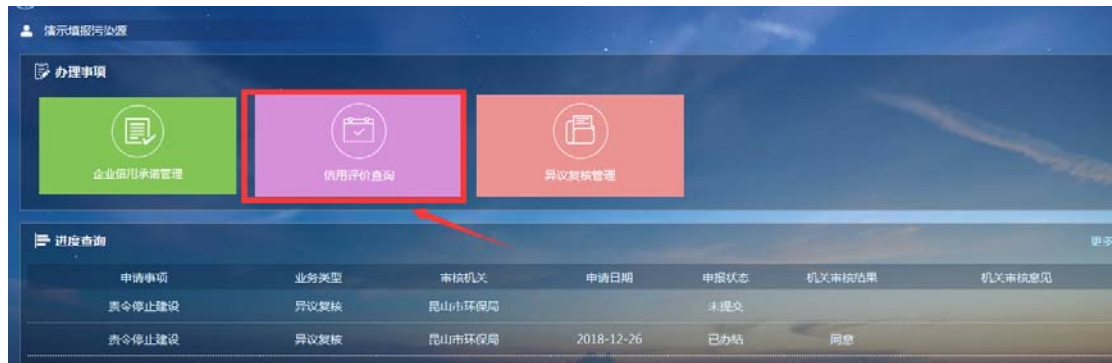 演示填报污染源
办理事项
企业信用承诺管理 信用评价查询 异议复核管理
进度查询 更多
申请事项 业务类型 审核机关 申请日期 申报状态 机关审核结果 机关审核意见
责令停止建设 异议复核 昆山市环保局 未提交
责令停止建设 异议复核 昆山市环保局 2018-12-26 已办结 同意